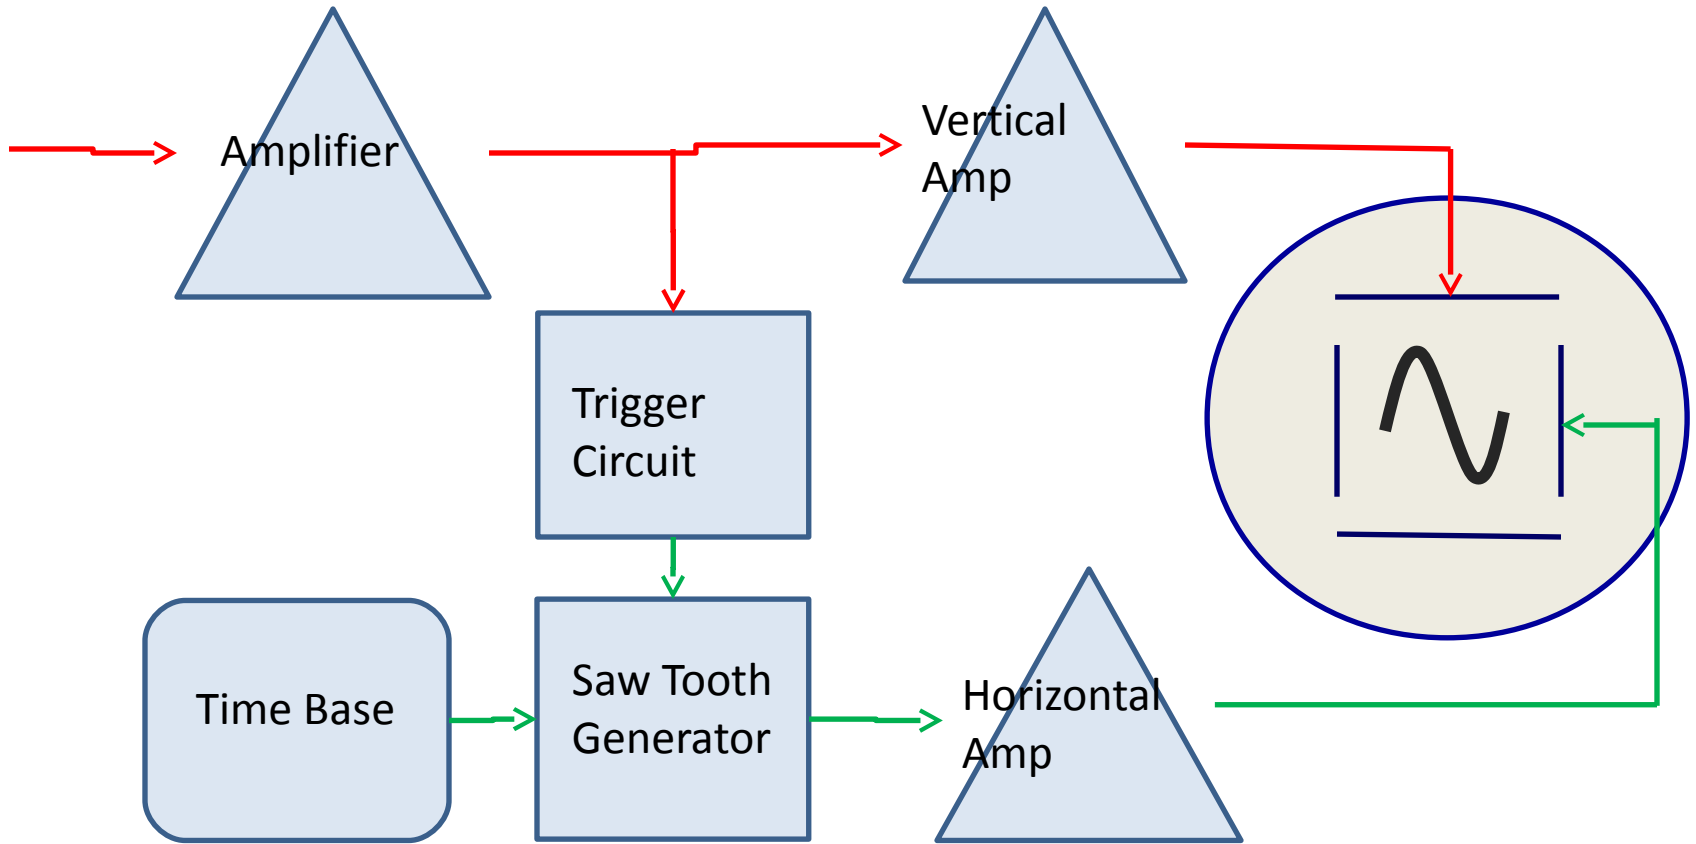 Amplifier
Vertical
Amp
Trigger
Circuit
Time Base
Saw Tooth
Generator
Horizontal
Amp